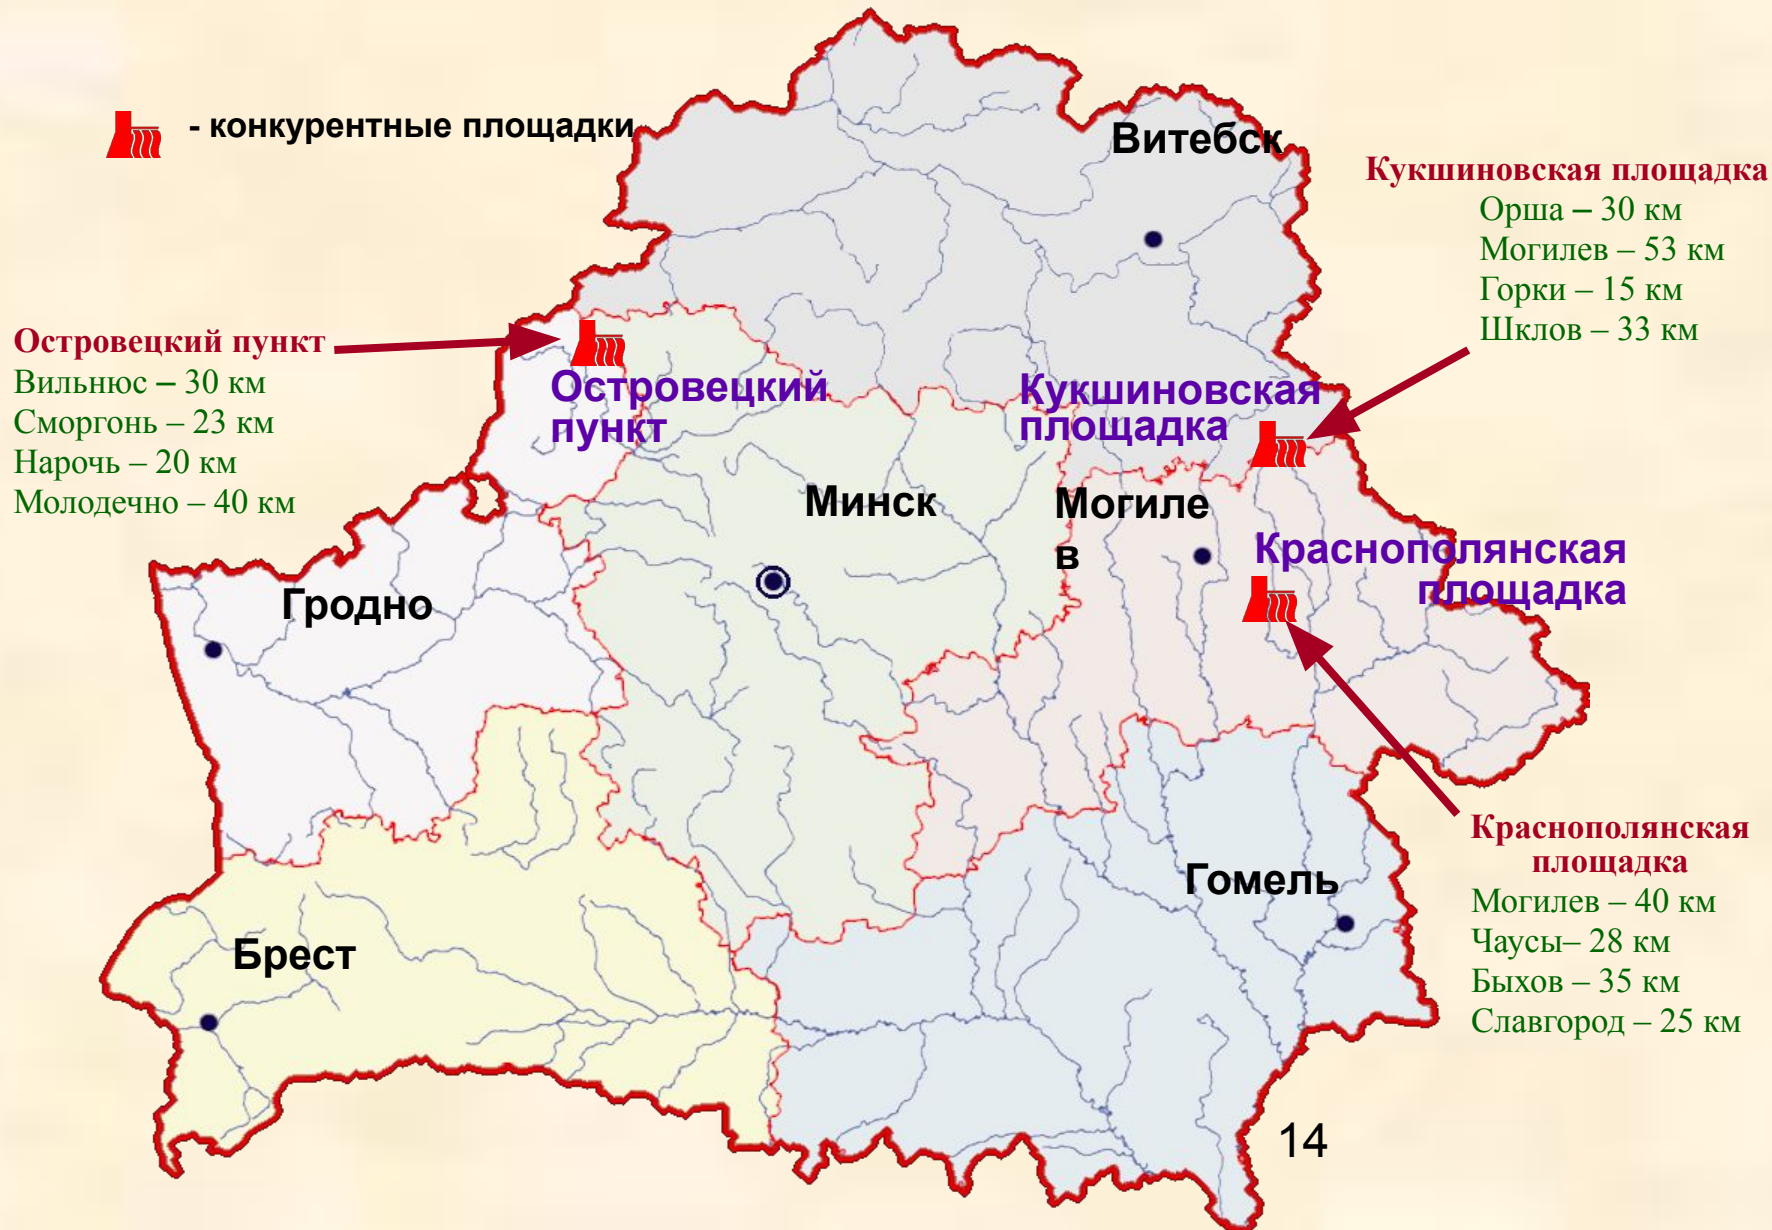 - конкурентные площадки
Витебск
Кукшиновская площадка
Орша – 30 км
Могилев – 53 км
Горки – 15 км
Шклов – 33 км
Островецкий пункт
Вильнюс – 30 км
Сморгонь – 23 км
Нарочь – 20 км
Молодечно – 40 км
Островецкий
пункт
Кукшиновская
площадка
Минск
Могиле
в
Краснополянская
площадка
Гродно
Краснополянская
площадка
Могилев – 40 км
Чаусы– 28 км
Быхов – 35 км
Славгород – 25 км
Гомель
Брест
14